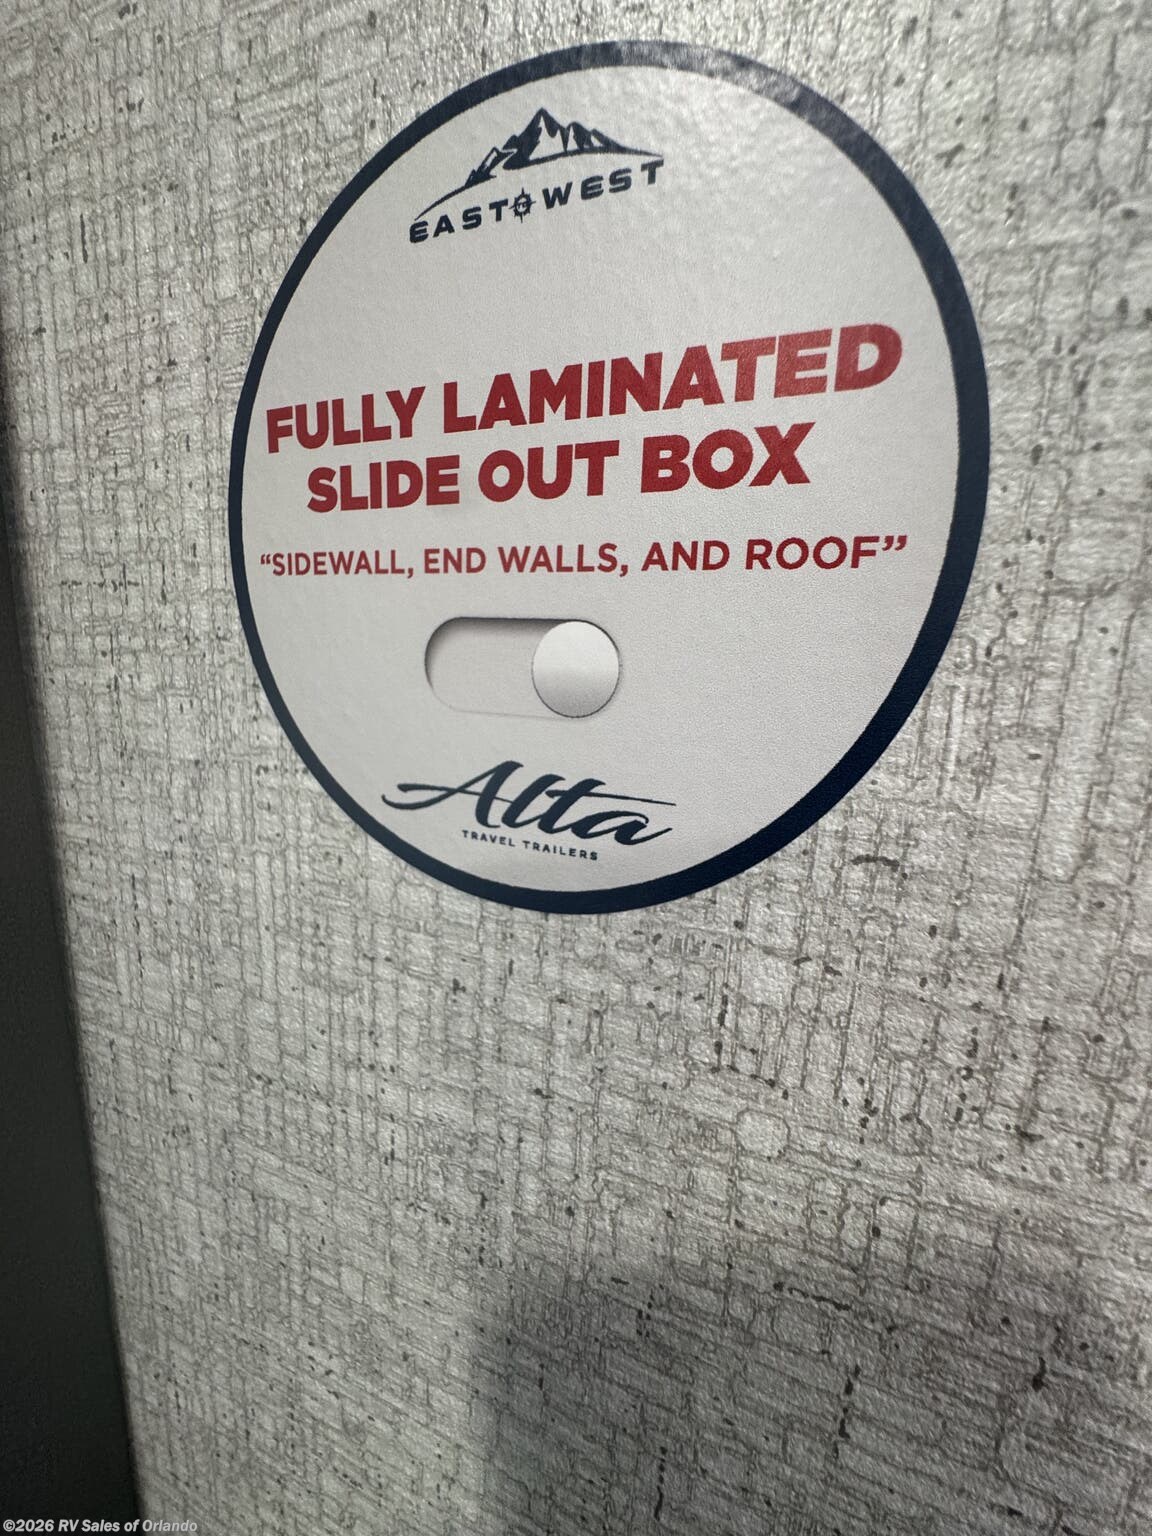 EAST TO WEST
FULLY LAMINATED
SLIDE OUT BOX
“SIDEWALL, END WALLS, AND ROOF”
Alta
TRAVEL TRAILERS
©2026 RV Sales of Orlando